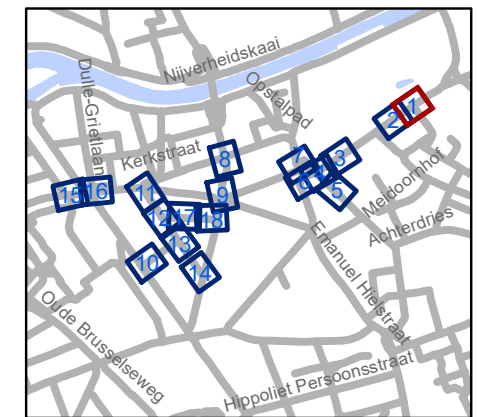 Nijverheidskaai
Dulle-Grietlaan
Opstalpad
Kerkstraat
1
2
3
4
5
6
7
8
9
10
11
12
13
14
15
16
17
18
Meidoornhof
Achterdries
Emanuel Hielstraat
Oude Brusselseweg
Hippoliet Persoonsstraat